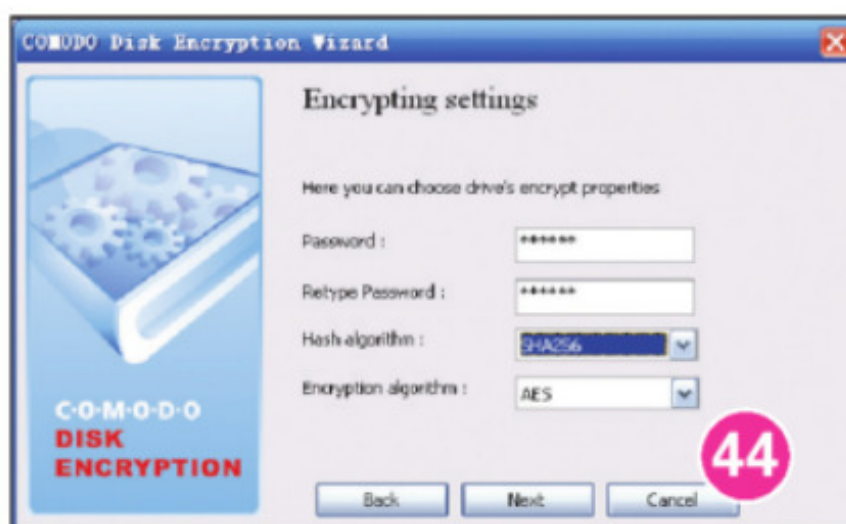 COMODO Disk Encryption Wizard
Encrypting settings
Here you can choose drive's encrypt properties
Password : ******
Retype Password : ******
Hash algorithm : SHA256
Encryption algorithm : AES
C·O·M·O·D·O
DISK
ENCRYPTION
44
Back Next Cancel